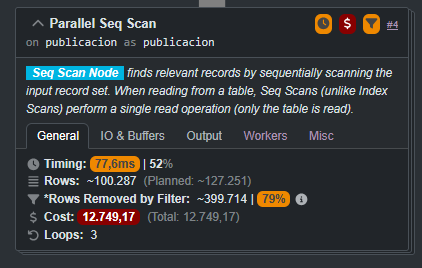 Parallel Seq Scan $ #4
on publicacion as publicacion
Seq Scan Node finds relevant records by sequentially scanning the
input record set. When reading from a table, Seq Scans (unlike Index
Scans) perform a single read operation (only the table is read).
General IO & Buffers Output Workers Misc
Timing: 77,6ms | 52%
Rows: ~100.287 (Planned: ~127.251)
*Rows Removed by Filter: ~399.714 | 79% i
$ Cost: 12.749,17 (Total: 12.749,17)
Loops: 3